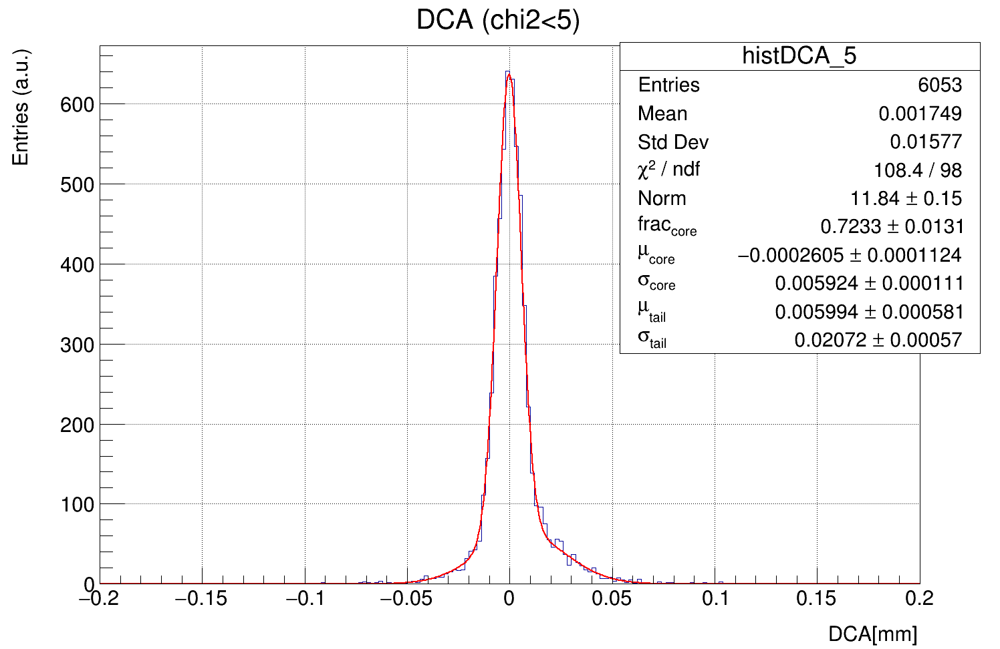 DCA (chi2<5)
Entries (a.u.)
histDCA_5
Entries 6053
Mean 0.001749
Std Dev 0.01577
χ² / ndf 108.4 / 98
Norm 11.84 ± 0.15
frac_core 0.7233 ± 0.0131
μ_core −0.0002605 ± 0.0001124
σ_core 0.005924 ± 0.000111
μ_tail 0.005994 ± 0.000581
σ_tail 0.02072 ± 0.00057
600
500
400
300
200
100
0
−0.2 −0.15 −0.1 −0.05 0 0.05 0.1 0.15 0.2
DCA[mm]